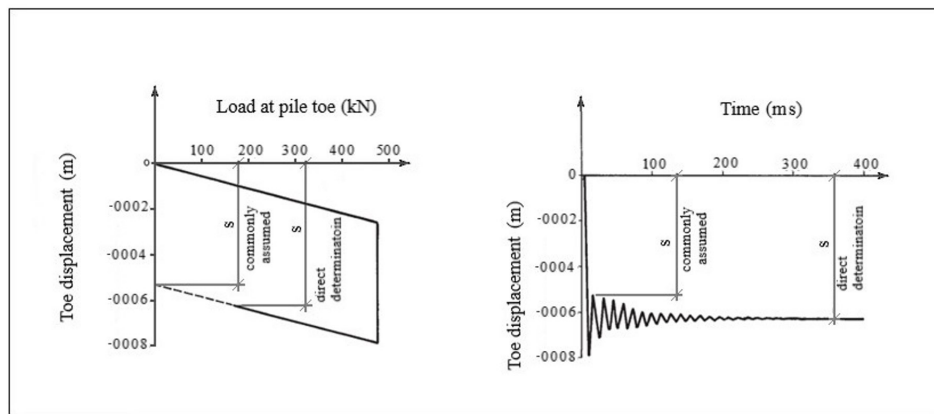 Load at pile toe (kN)
0
100
200
300
400
500
-0002
-0004
-0006
-0008
Toe displacement (m)
s
commonly
assumed
s
direct
determinatoin
Time (ms)
0
100
200
300
400
-0002
-0004
-0006
-0008
Toe displacement (m)
s
commonly
assumed
s
direct
determinatoin